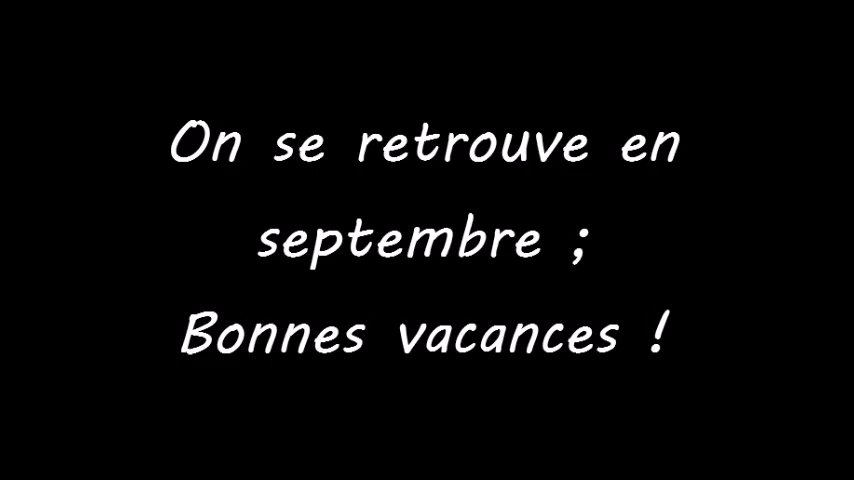 On se retrouve en
septembre ;
Bonnes vacances !